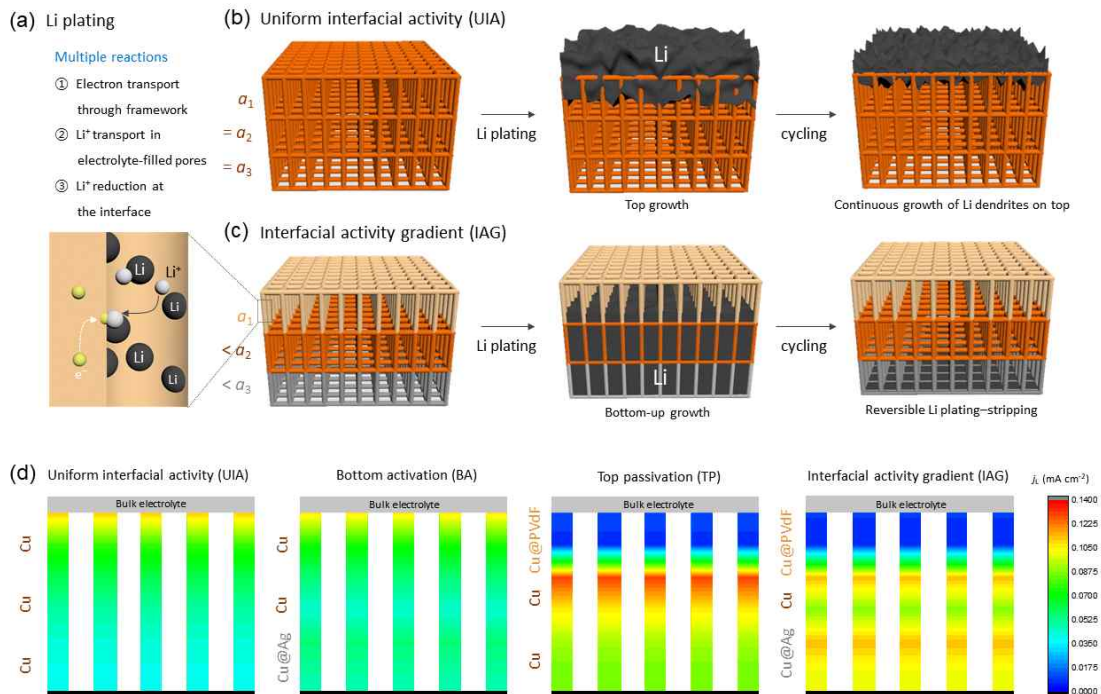 (a) Li plating
Multiple reactions
① Electron transport
through framework
② Li⁺ transport in
electrolyte-filled pores
③ Li⁺ reduction at
the interface
Li
Li⁺
Li
Li
Li
e⁻
(b) Uniform interfacial activity (UIA)
a₁
= a₂
= a₃
Li plating
Li
Top growth
cycling
Continuous growth of Li dendrites on top
(c) Interfacial activity gradient (IAG)
a₁
< a₂
< a₃
Li plating
Li
Bottom-up growth
cycling
Reversible Li plating–stripping
(d)
Uniform interfacial activity (UIA)
Bulk electrolyte
Cu
Cu
Cu
Bottom activation (BA)
Bulk electrolyte
Cu
Cu
Cu@Ag
Top passivation (TP)
Bulk electrolyte
Cu@PVdF
Cu
Cu
Interfacial activity gradient (IAG)
Bulk electrolyte
Cu@PVdF
Cu
Cu@Ag
jL (mA cm⁻²)
0.1400
0.1225
0.1050
0.0875
0.0700
0.0525
0.0350
0.0175
0.0000